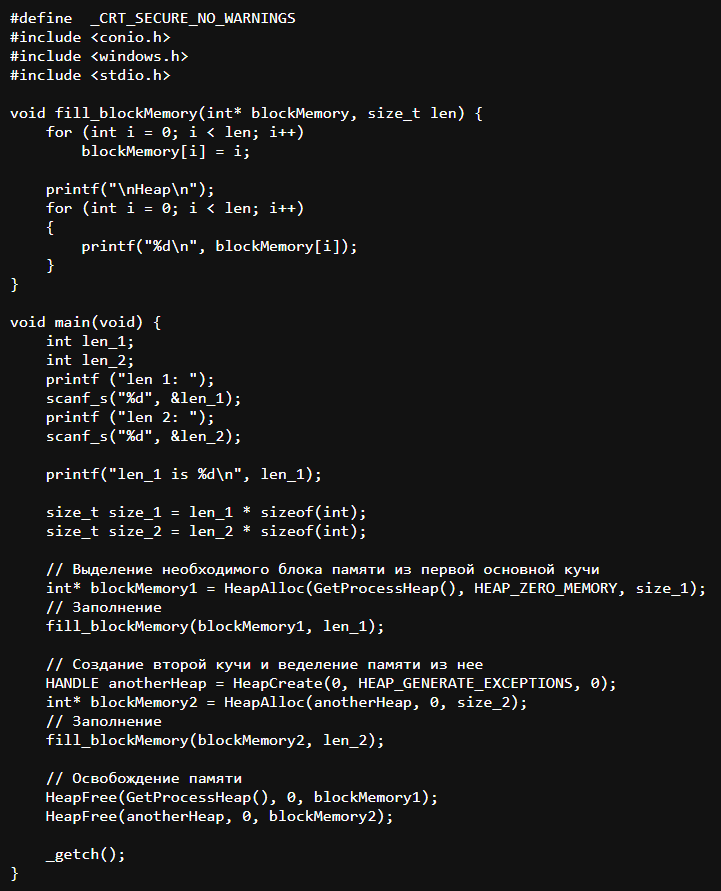 #define  _CRT_SECURE_NO_WARNINGS
#include <conio.h>
#include <windows.h>
#include <stdio.h>

void fill_blockMemory(int* blockMemory, size_t len) {
    for (int i = 0; i < len; i++)
        blockMemory[i] = i;

    printf("\nHeap\n");
    for (int i = 0; i < len; i++)
    {
        printf("%d\n", blockMemory[i]);
    }
}

void main(void) {
    int len_1;
    int len_2;
    printf ("len 1: ");
    scanf_s("%d", &len_1);
    printf ("len 2: ");
    scanf_s("%d", &len_2);

    printf("len_1 is %d\n", len_1);

    size_t size_1 = len_1 * sizeof(int);
    size_t size_2 = len_2 * sizeof(int);

    // Выделение необходимого блока памяти из первой основной кучи
    int* blockMemory1 = HeapAlloc(GetProcessHeap(), HEAP_ZERO_MEMORY, size_1);
    // Заполнение
    fill_blockMemory(blockMemory1, len_1);

    // Создание второй кучи и веделение памяти из нее
    HANDLE anotherHeap = HeapCreate(0, HEAP_GENERATE_EXCEPTIONS, 0);
    int* blockMemory2 = HeapAlloc(anotherHeap, 0, size_2);
    // Заполнение
    fill_blockMemory(blockMemory2, len_2);

    // Освобождение памяти
    HeapFree(GetProcessHeap(), 0, blockMemory1);
    HeapFree(anotherHeap, 0, blockMemory2);

    _getch();
}